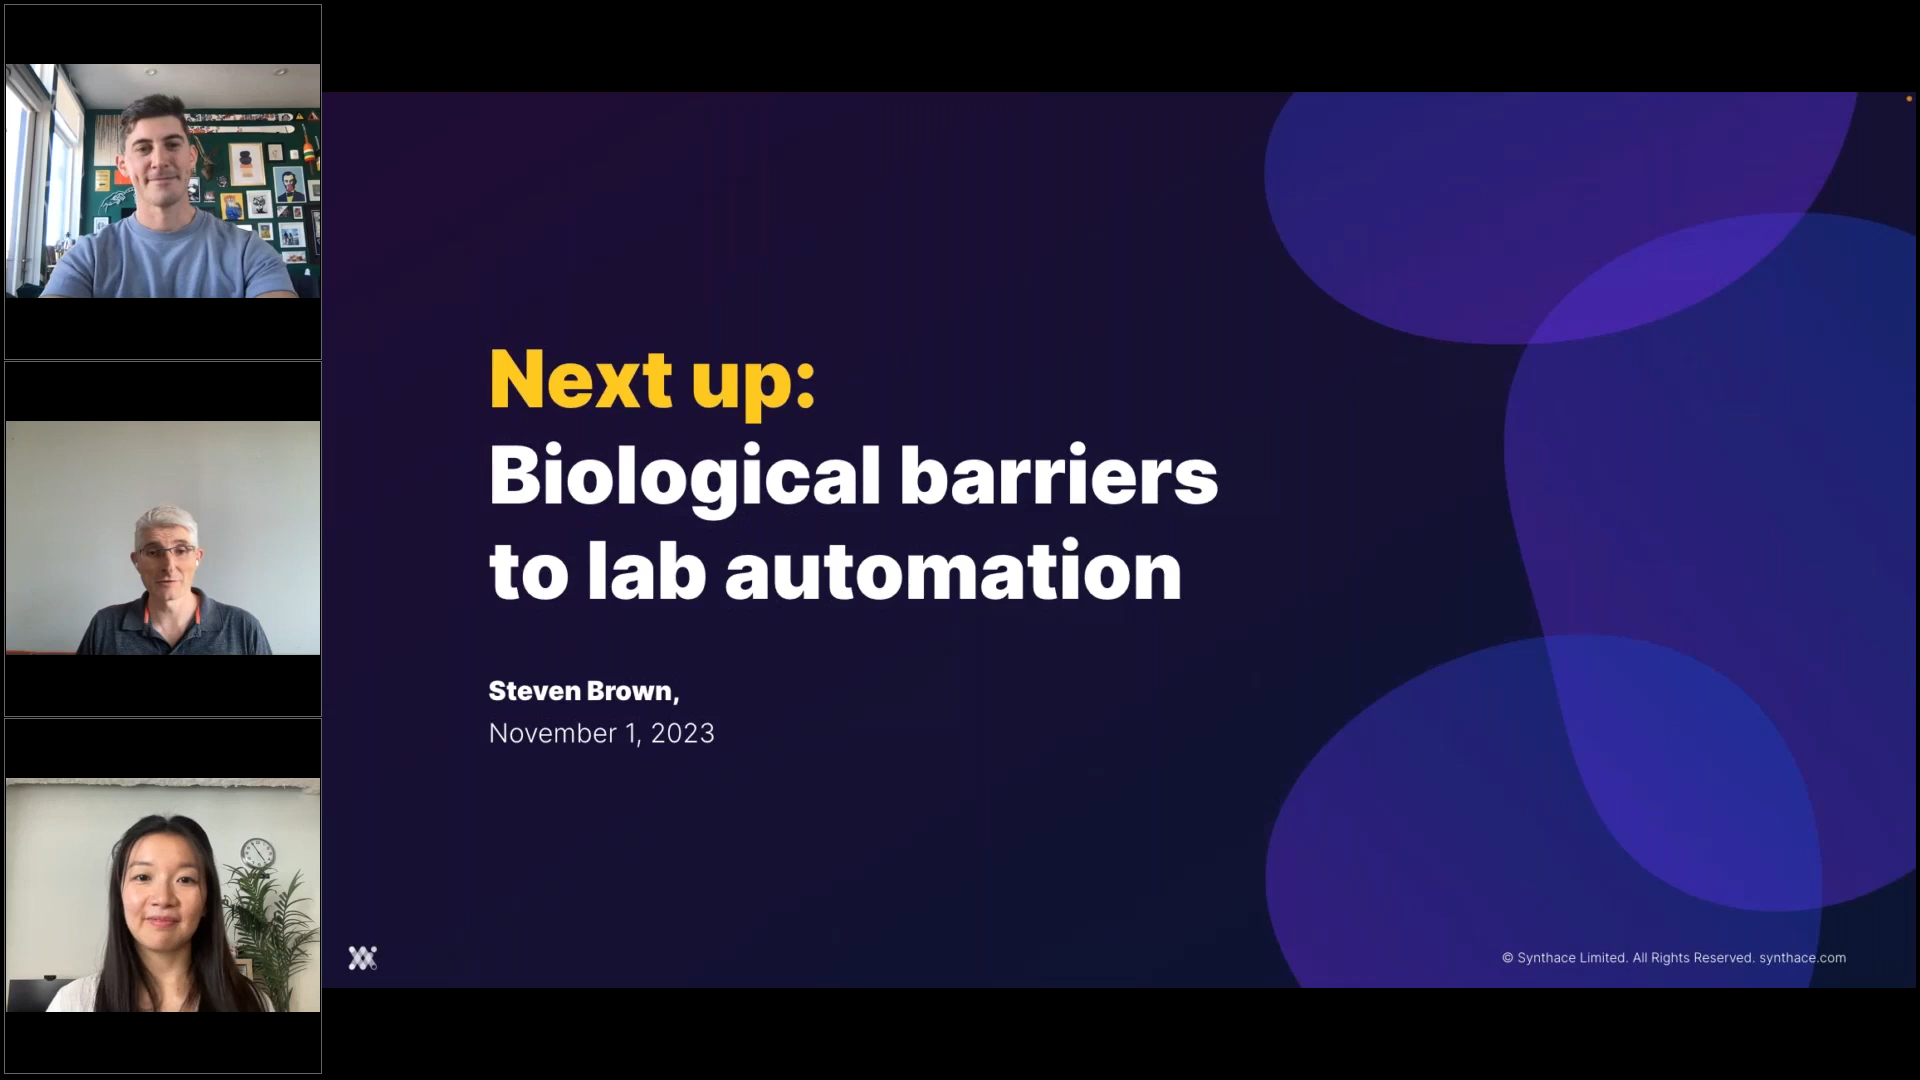 Next up:
Biological barriers
to lab automation
Steven Brown,
November 1, 2023
© Synthace Limited. All Rights Reserved. synthace.com